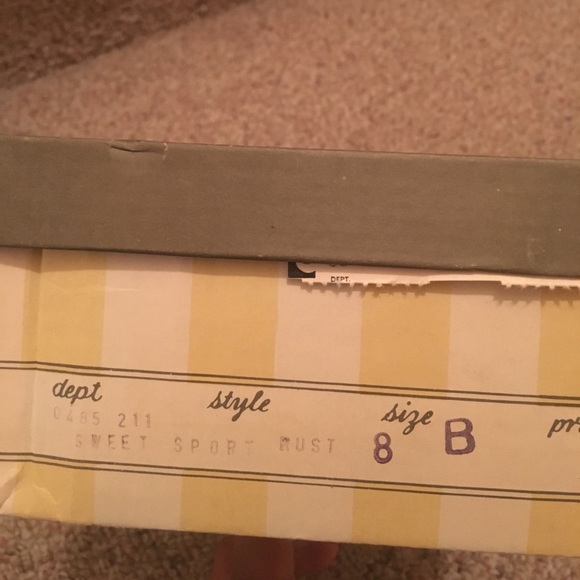 DEPT.
dept style size
0485 211
SWEET SPORT RUST 8 B